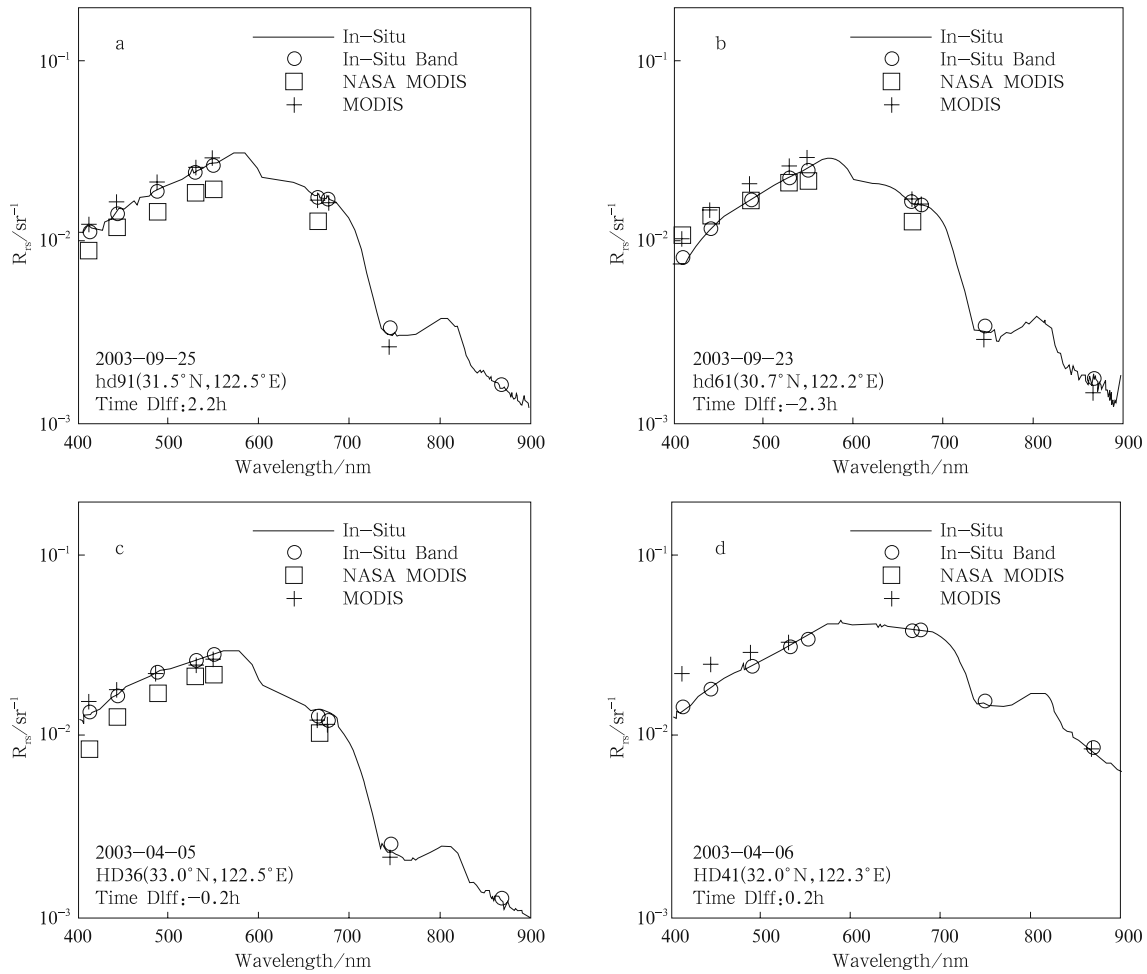 a
In-Situ
In-Situ Band
NASA MODIS
MODIS
10⁻¹
10⁻²
10⁻³
Rrs/sr⁻¹
2003-09-25
hd91(31.5°N,122.5°E)
Time Dlff:2.2h
400 500 600 700 800 900
Wavelength/nm
b
In-Situ
In-Situ Band
NASA MODIS
MODIS
10⁻¹
10⁻²
10⁻³
Rrs/sr⁻¹
2003-09-23
hd61(30.7°N,122.2°E)
Time Dlff:-2.3h
400 500 600 700 800 900
Wavelength/nm
c
In-Situ
In-Situ Band
NASA MODIS
MODIS
10⁻¹
10⁻²
10⁻³
Rrs/sr⁻¹
2003-04-05
HD36(33.0°N,122.5°E)
Time Dlff:-0.2h
400 500 600 700 800 900
Wavelength/nm
d
In-Situ
In-Situ Band
NASA MODIS
MODIS
10⁻¹
10⁻²
10⁻³
Rrs/sr⁻¹
2003-04-06
HD41(32.0°N,122.3°E)
Time Dlff:0.2h
400 500 600 700 800 900
Wavelength/nm